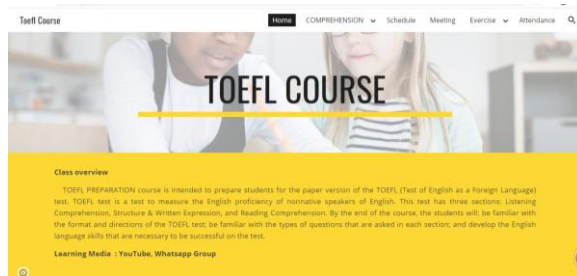 Toefl Course
Home COMPREHENSION Schedule Meeting Exercise Attendance
TOEFL COURSE
Class overview
TOEFL PREPARATION course is intended to prepare students for the paper version of the TOEFL (Test of English as a Foreign Language)
test. TOEFL test is a test to measure the English proficiency of nonnative speakers of English. This test has three sections: Listening
Comprehension, Structure & Written Expression, and Reading Comprehension. By the end of the course, the students will: be familiar with
the format and directions of the TOEFL test; be familiar with the types of questions that are asked in each section; and develop the English
language skills that are necessary to be successful on the test.
Learning Media : YouTube, Whatsapp Group